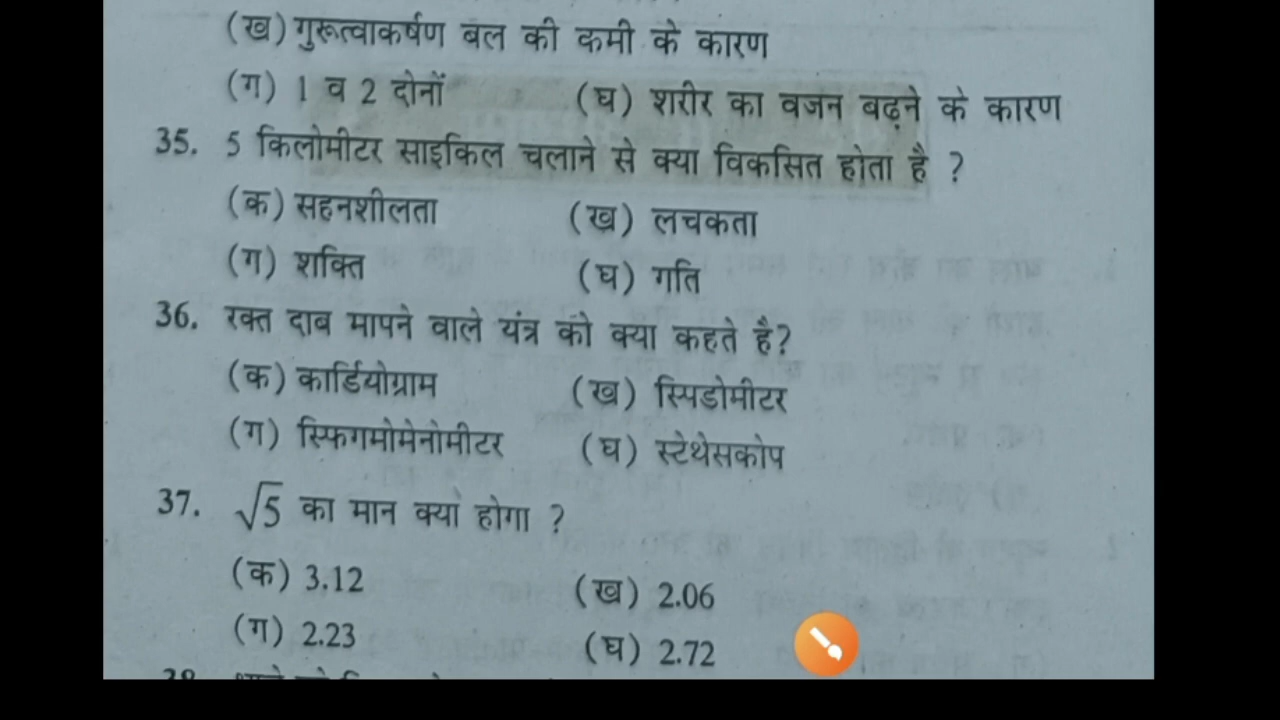 (ख) गुरूत्वाकर्षण बल की कमी के कारण
(ग) 1 व 2 दोनों (घ) शरीर का वजन बढ़ने के कारण
35. 5 किलोमीटर साइकिल चलाने से क्या विकसित होता है ?
(क) सहनशीलता (ख) लचकता
(ग) शक्ति (घ) गति
36. रक्त दाब मापने वाले यंत्र को क्या कहते है?
(क) कार्डियोग्राम (ख) स्पिडोमीटर
(ग) स्फिगमोमेनोमीटर (घ) स्टेथेसकोप
37. √5 का मान क्या होगा ?
(क) 3.12 (ख) 2.06
(ग) 2.23 (घ) 2.72